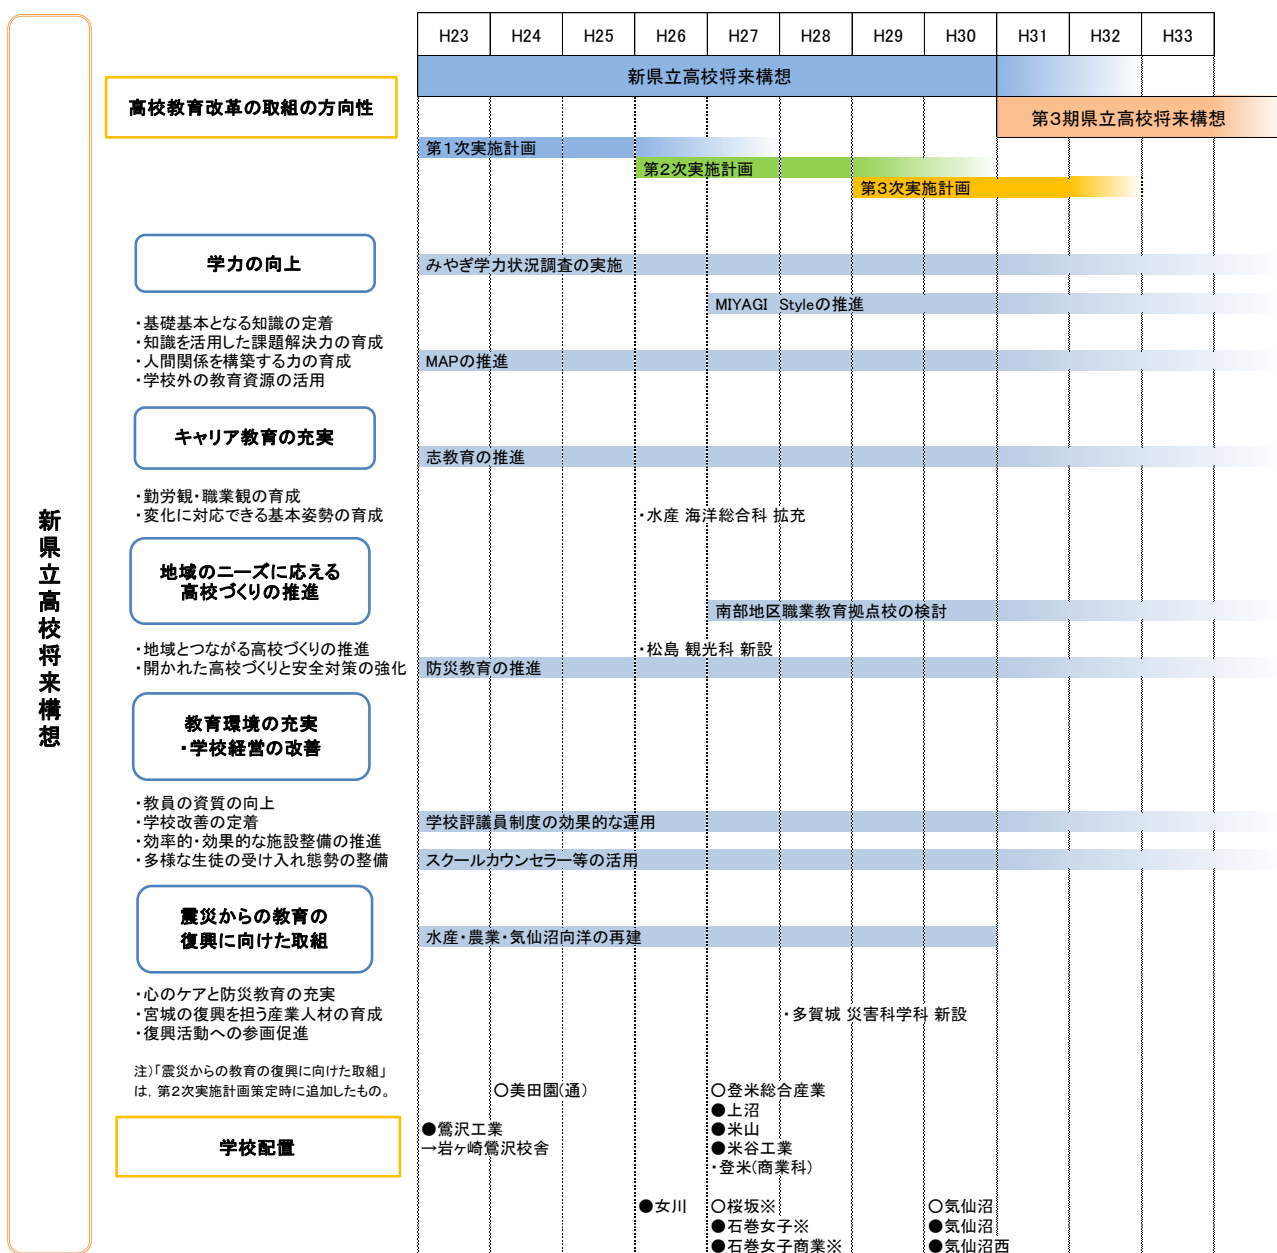 H23 H24 H25 H26 H27 H28 H29 H30 H31 H32 H33
新県立高校将来構想
高校教育改革の取組の方向性
第3期県立高校将来構想
第1次実施計画
第2次実施計画
第3次実施計画
学力の向上
みやぎ学力状況調査の実施
MIYAGI Styleの推進
・基礎基本となる知識の定着
・知識を活用した課題解決力の育成
・人間関係を構築する力の育成
・学校外の教育資源の活用
MAPの推進
キャリア教育の充実
志教育の推進
・勤労観・職業観の育成
・変化に対応できる基本姿勢の育成
・水産 海洋総合科 拡充
新県立高校将来構想
地域のニーズに応える
高校づくりの推進
南部地区職業教育拠点校の検討
・地域とつながる高校づくりの推進
・開かれた高校づくりと安全対策の強化
・松島 観光科 新設
防災教育の推進
教育環境の充実
・学校経営の改善
・教員の資質の向上
・学校改善の定着
・効率的・効果的な施設整備の推進
・多様な生徒の受け入れ態勢の整備
学校評議員制度の効果的な運用
スクールカウンセラー等の活用
震災からの教育の
復興に向けた取組
水産・農業・気仙沼向洋の再建
・心のケアと防災教育の充実
・宮城の復興を担う産業人材の育成
・復興活動への参画促進
・多賀城 災害科学科 新設
注)「震災からの教育の復興に向けた取組」
は，第2次実施計画策定時に追加したもの。
学校配置
○美田園(通)
○登米総合産業
●上沼
●鶯沢工業
●米山
→岩ヶ崎鶯沢校舎
●米谷工業
・登米(商業科)
●女川
○桜坂※
○気仙沼
●石巻女子※
●気仙沼
●石巻女子商業※
●気仙沼西